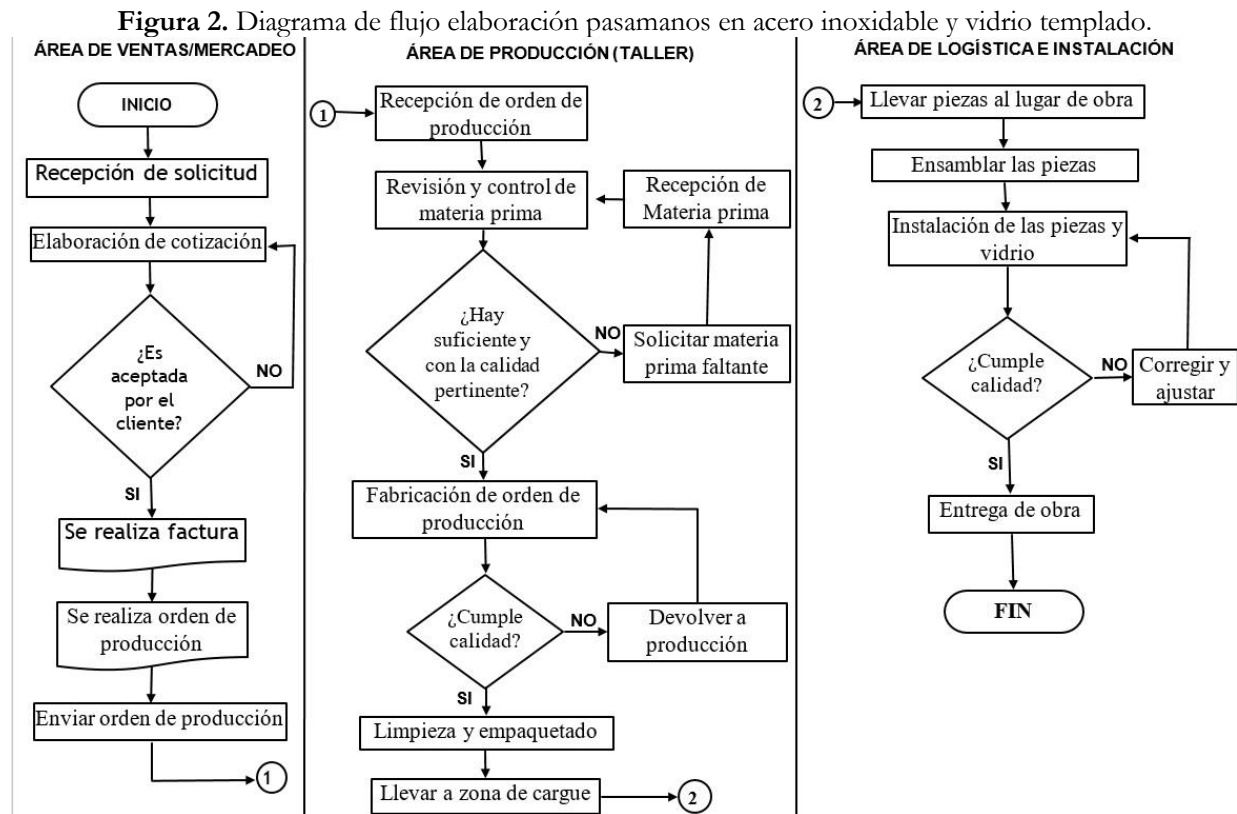 Figura 2. Diagrama de flujo elaboración pasamanos en acero inoxidable y vidrio templado.
ÁREA DE VENTAS/MERCADEO
INICIO
Recepción de solicitud
Elaboración de cotización
¿Es
aceptada
por el
cliente?
NO
SI
Se realiza factura
Se realiza orden de
producción
Enviar orden de producción
1
ÁREA DE PRODUCCIÓN (TALLER)
1
Recepción de orden de
producción
Revisión y control de
materia prima
Recepción de
Materia prima
¿Hay
suficiente y
con la calidad
pertinente?
NO
Solicitar materia
prima faltante
SI
Fabricación de orden de
producción
¿Cumple
calidad?
NO
Devolver a
producción
SI
Limpieza y empaquetado
Llevar a zona de cargue
2
ÁREA DE LOGÍSTICA E INSTALACIÓN
2
Llevar piezas al lugar de obra
Ensamblar las piezas
Instalación de las piezas y
vidrio
¿Cumple
calidad?
NO
Corregir y
ajustar
SI
Entrega de obra
FIN